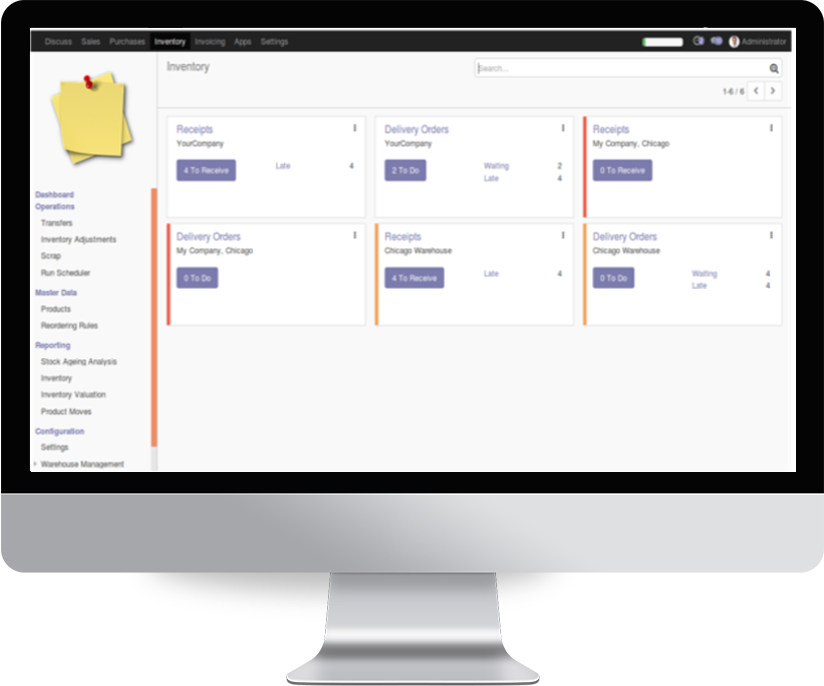 Discuss Sales Purchases Inventory Invoicing Apps Settings Administrator
Inventory
Search...
1-6 / 6
Dashboard
Operations
Transfers
Inventory Adjustments
Scrap
Run Scheduler
Master Data
Products
Reordering Rules
Reporting
Stock Ageing Analysis
Inventory
Inventory Valuation
Product Moves
Configuration
Settings
Warehouse Management
Receipts
YourCompany
4 To Receive Late 4
Delivery Orders
YourCompany
2 To Do Waiting 2
Late 4
Receipts
My Company, Chicago
0 To Receive
Delivery Orders
My Company, Chicago
0 To Do
Receipts
Chicago Warehouse
4 To Receive Late 4
Delivery Orders
Chicago Warehouse
0 To Do Waiting 4
Late 4